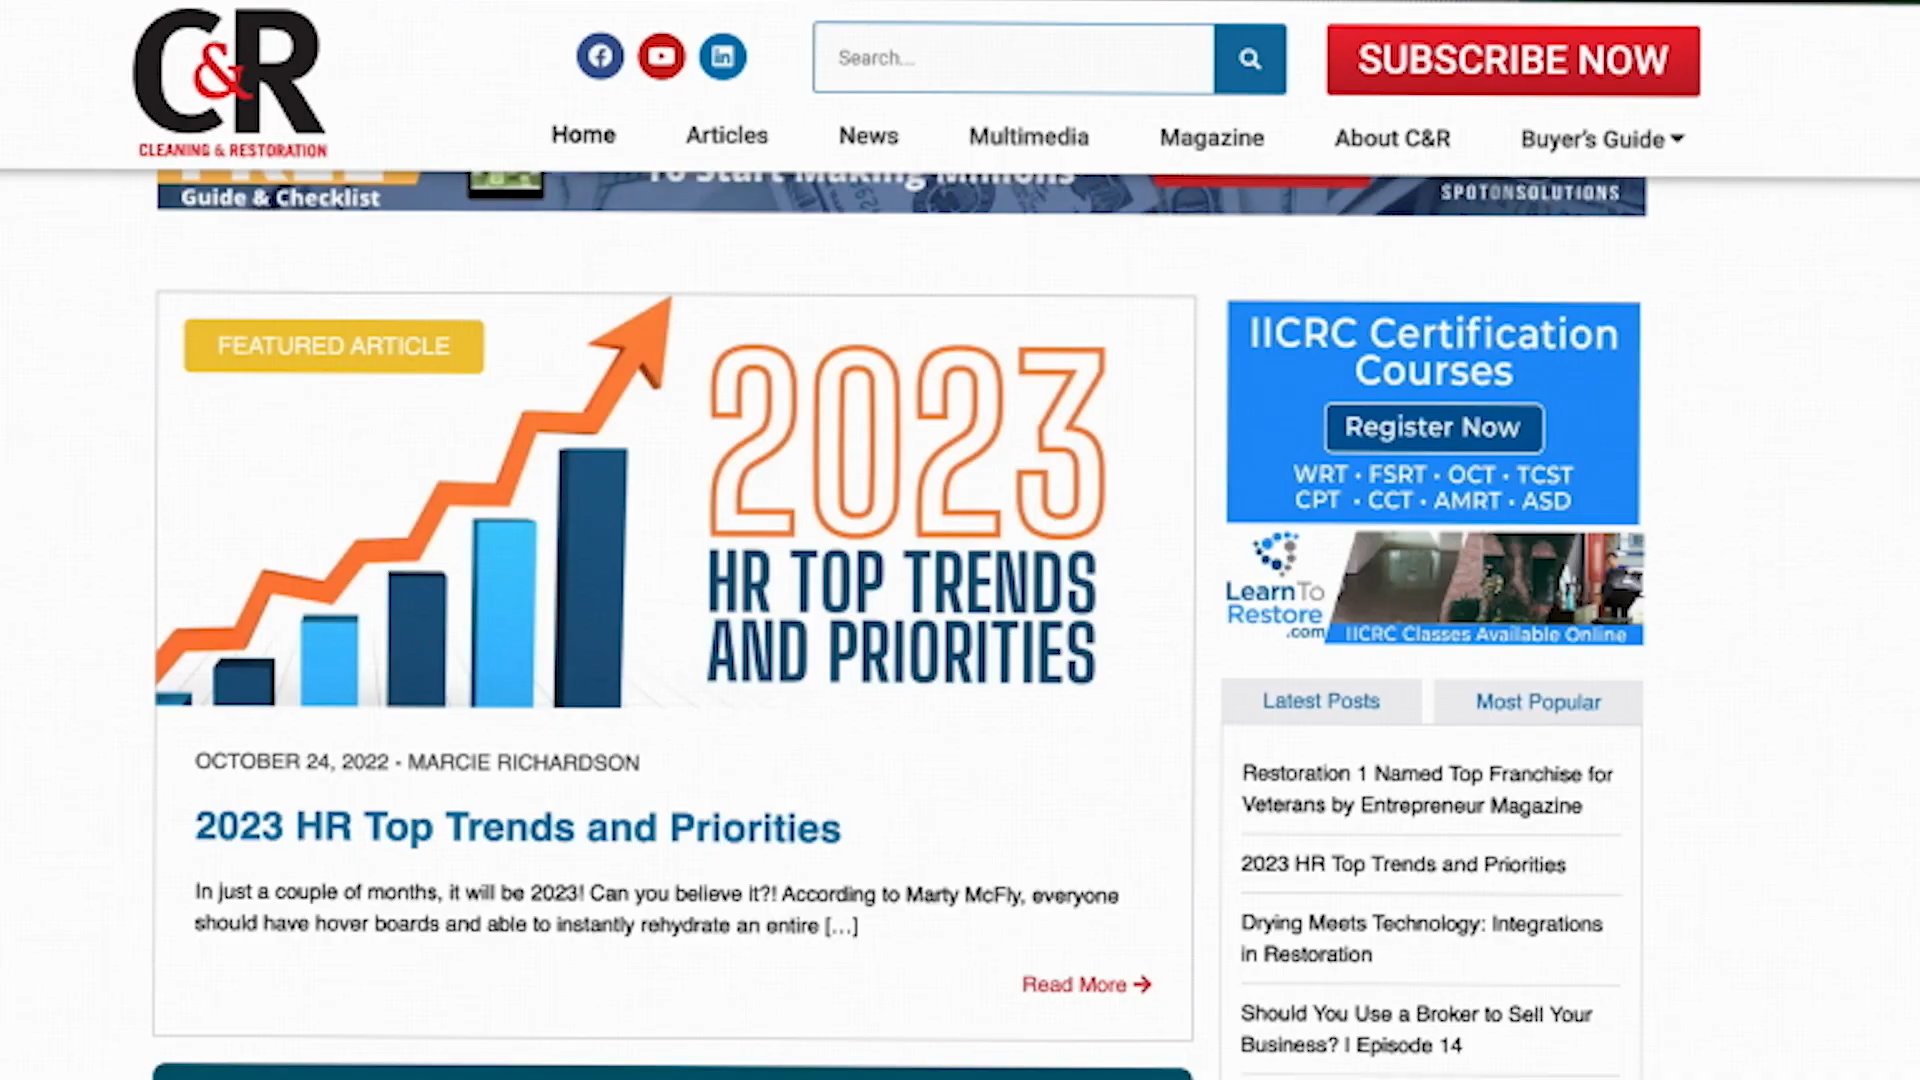 C&R
CLEANING & RESTORATION
Search...
SUBSCRIBE NOW
Home
Articles
News
Multimedia
Magazine
About C&R
Buyer's Guide
FREE
Guide & Checklist
To Start Making Millions
SPOTONSOLUTIONS
FEATURED ARTICLE
2023
HR TOP TRENDS
AND PRIORITIES
OCTOBER 24, 2022 - MARCIE RICHARDSON
2023 HR Top Trends and Priorities
In just a couple of months, it will be 2023! Can you believe it?! According to Marty McFly, everyone
should have hover boards and able to instantly rehydrate an entire [...]
Read More
IICRC Certification
Courses
Register Now
WRT • FSRT • OCT • TCST
CPT • CCT • AMRT • ASD
LearnTo
Restore
.com
IICRC Classes Available Online
Latest Posts
Most Popular
Restoration 1 Named Top Franchise for
Veterans by Entrepreneur Magazine
2023 HR Top Trends and Priorities
Drying Meets Technology: Integrations
in Restoration
Should You Use a Broker to Sell Your
Business? | Episode 14